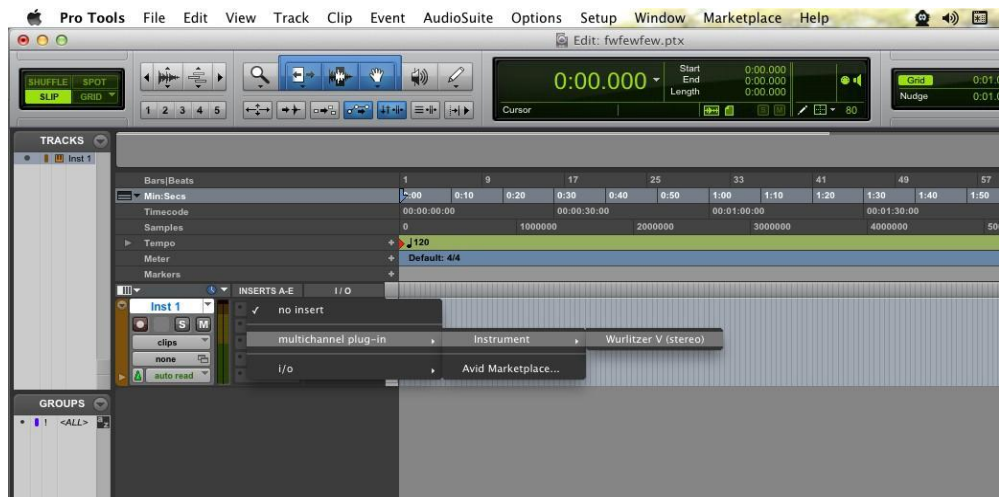 Pro Tools File Edit View Track Clip Event AudioSuite Options Setup Window Marketplace Help
Edit: fwfewfew.ptx
SHUFFLE SPOT
SLIP GRID
1 2 3 4 5
0:00.000
Start 0:00.000
End 0:00.000
Length 0:00.000
Cursor
S M
80
Grid 0:01.
Nudge 0:01.
TRACKS
Inst 1
Bars|Beats 1 9 17 25 33 41 49 57
Min:Secs 0:00 0:10 0:20 0:30 0:40 0:50 1:00 1:10 1:20 1:30 1:40 1:50
Timecode 00:00:00:00 00:00:30:00 00:01:00:00 00:01:30:00
Samples 0 1000000 2000000 3000000 4000000
Tempo 120
Meter Default: 4/4
Markers
INSERTS A-E I / O
Inst 1
S M
clips
none
auto read
✓ no insert
multichannel plug-in Instrument Wurlitzer V (stereo)
i/o Avid Marketplace...
GROUPS
! <ALL>